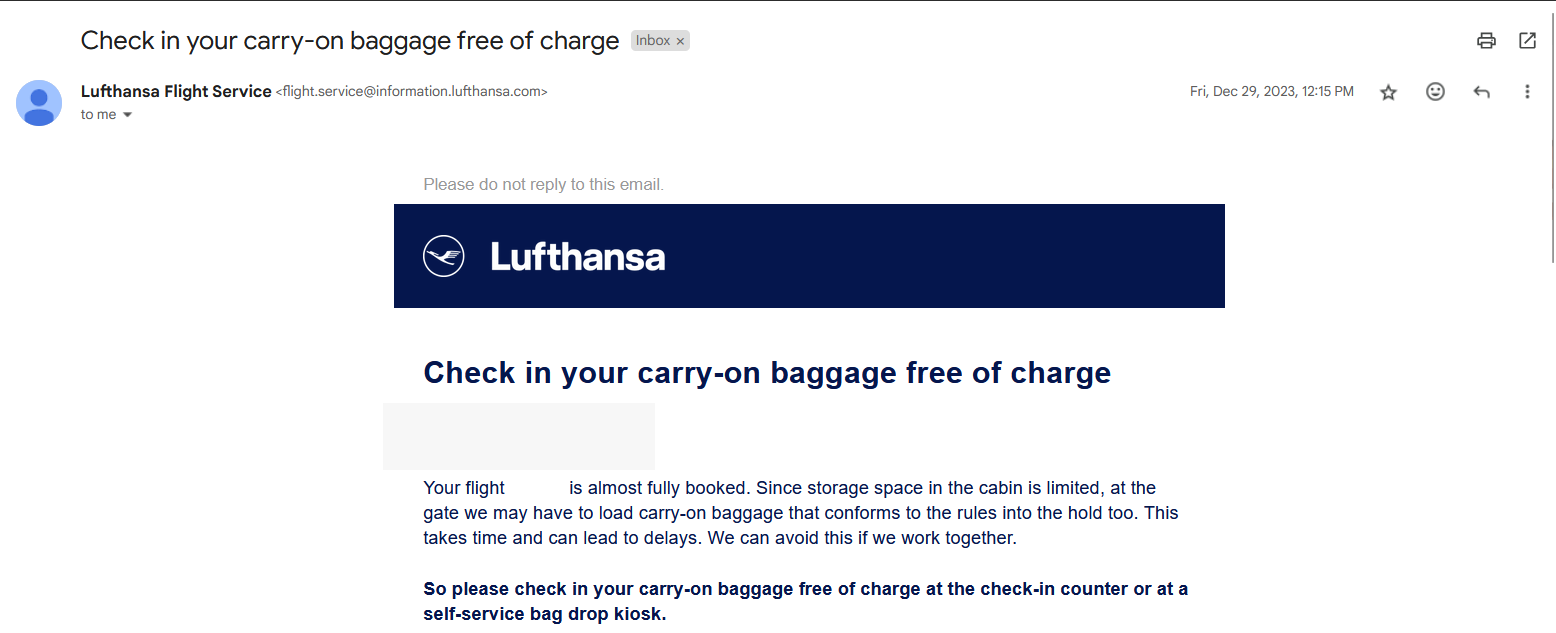 Check in your carry-on baggage free of charge Inbox ×
Lufthansa Flight Service <flight.service@information.lufthansa.com> Fri, Dec 29, 2023, 12:15 PM
to me
Please do not reply to this email.
Lufthansa
Check in your carry-on baggage free of charge
Your flight is almost fully booked. Since storage space in the cabin is limited, at the
gate we may have to load carry-on baggage that conforms to the rules into the hold too. This
takes time and can lead to delays. We can avoid this if we work together.
So please check in your carry-on baggage free of charge at the check-in counter or at a
self-service bag drop kiosk.